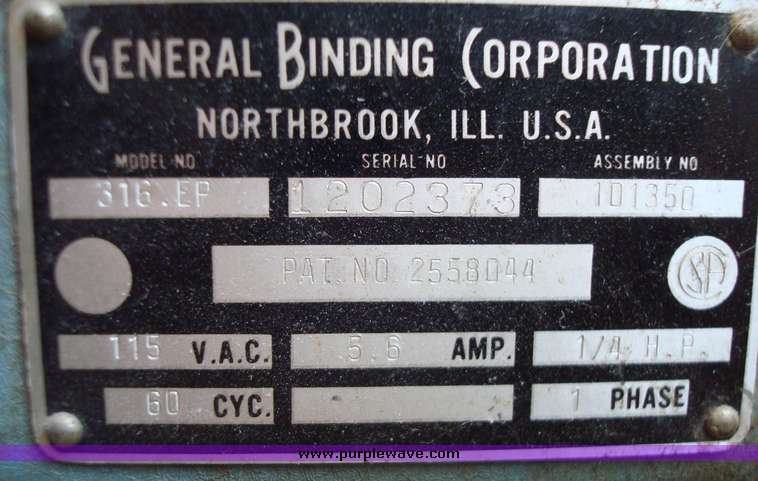 GENERAL BINDING CORPORATION
NORTHBROOK, ILL. U.S.A.
MODEL NO SERIAL NO ASSEMBLY NO
316.EP 1202373 101350
PAT. NO. 2558044 CSA
115 V.A.C. 5.6 AMP. 1/4 H.P.
60 CYC. 1 PHASE
www.purplewave.com